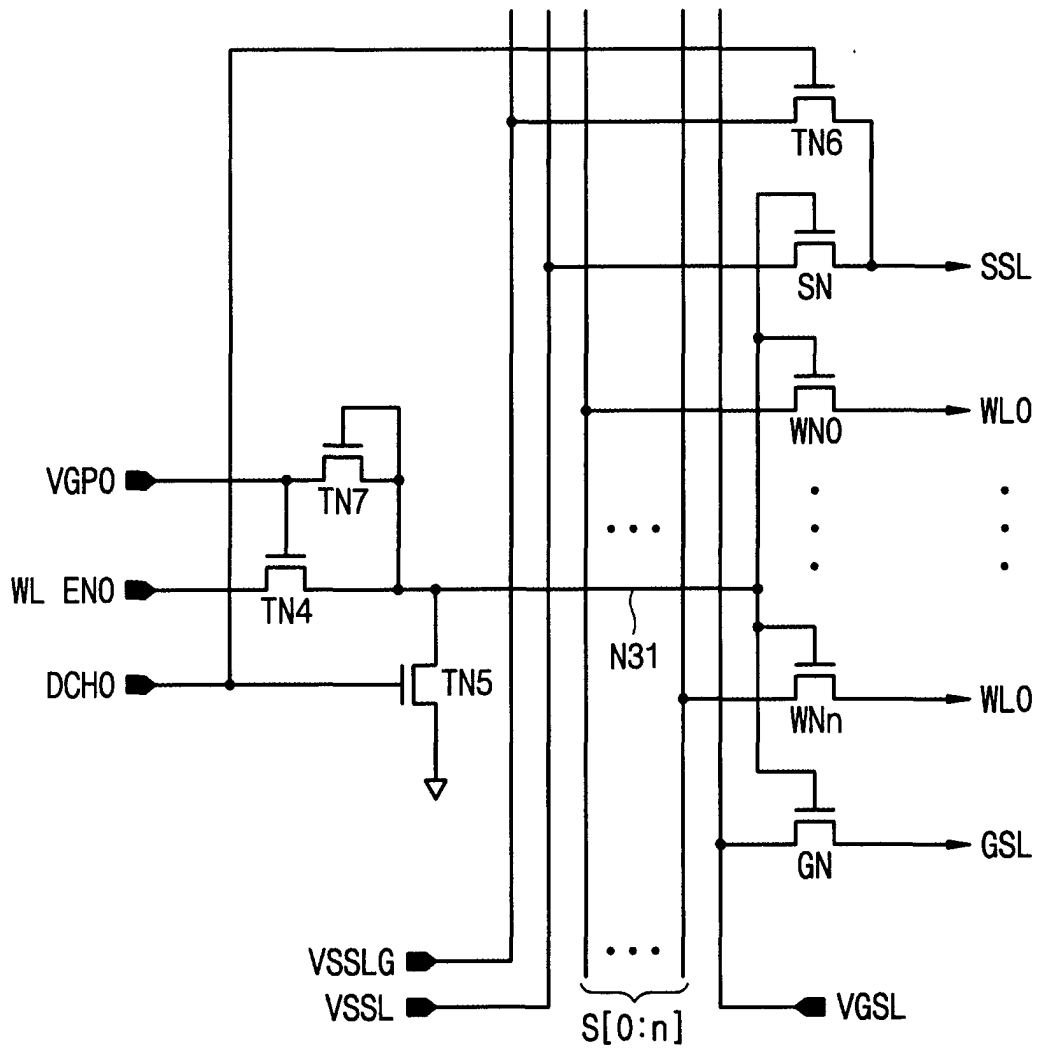 TN6
SN
SSL
WN0
WL0
VGP0
TN7
WL EN0
TN4
N31
DCH0
TN5
WNn
WL0
GN
GSL
VSSLG
VSSL
S[0:n]
VGSL